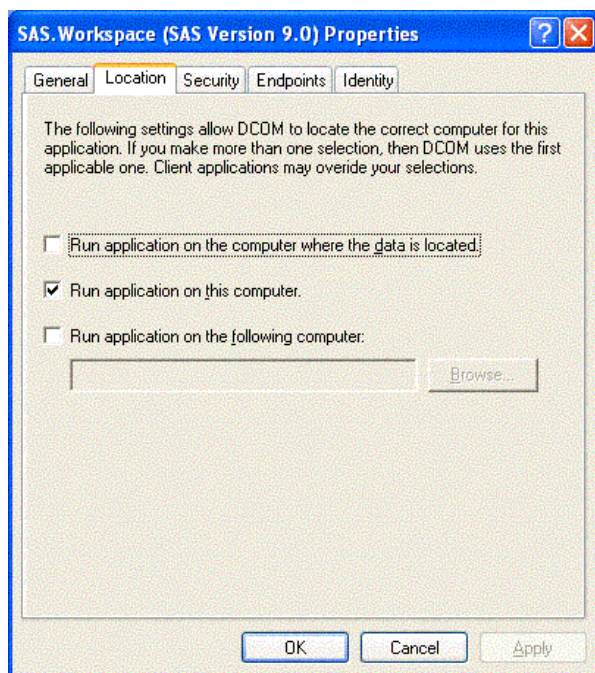 SAS.Workspace (SAS Version 9.0) Properties
General Location Security Endpoints Identity
The following settings allow DCOM to locate the correct computer for this
application. If you make more than one selection, then DCOM uses the first
applicable one. Client applications may overide your selections.
Run application on the computer where the data is located.
Run application on this computer.
Run application on the following computer:
Browse...
OK Cancel Apply